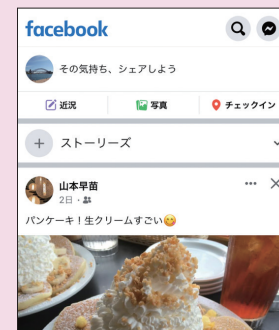 facebook
その気持ち、シェアしよう
近況 写真 チェックイン
ストーリーズ
山本早苗
2日
パンケーキ！生クリームすごい😋